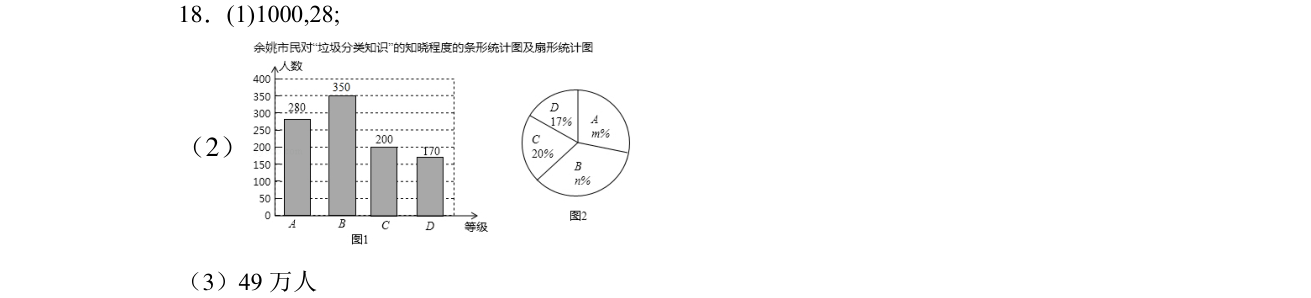 18．(1)1000,28;
余姚市民对“垃圾分类知识”的知晓程度的条形统计图及扇形统计图
（2）
人数
400
350
300
250
200
150
100
50
0
280
350
200
170
A
B
C
D
等级
图1
D
17%
A
m%
C
20%
B
n%
图2
（3）49 万人